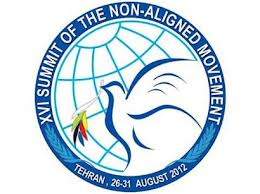 XVI SUMMIT OF THE NON-ALIGNED MOVEMENT
TEHRAN, 26-31 AUGUST 2012